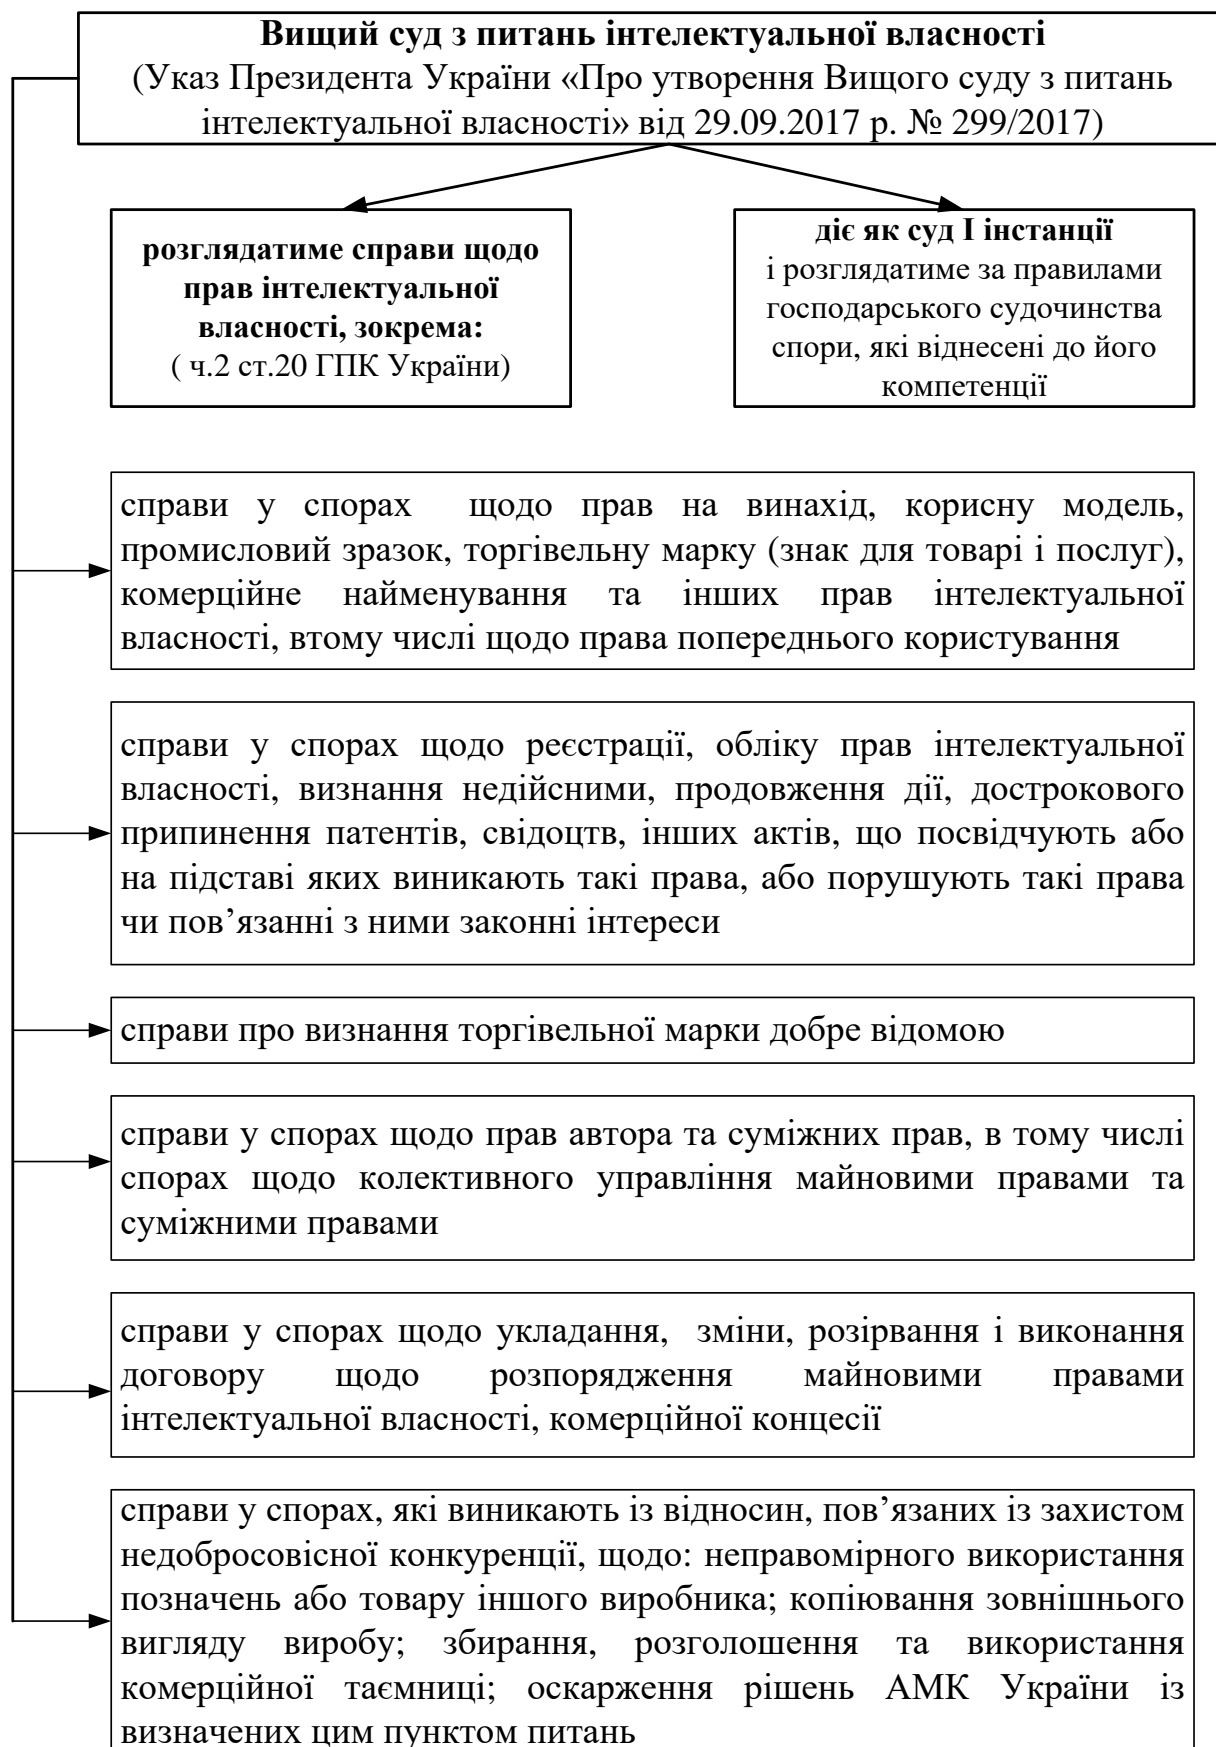 Вищий суд з питань інтелектуальної власності
(Указ Президента України «Про утворення Вищого суду з питань
інтелектуальної власності» від 29.09.2017 р. № 299/2017)
розглядатиме справи щодо
прав інтелектуальної
власності, зокрема:
( ч.2 ст.20 ГПК України)
діє як суд І інстанції
і розглядатиме за правилами
господарського судочинства
спори, які віднесені до його
компетенції
справи у спорах щодо прав на винахід, корисну модель,
промисловий зразок, торгівельну марку (знак для товарі і послуг),
комерційне найменування та інших прав інтелектуальної
власності, втому числі щодо права попереднього користування
справи у спорах щодо реєстрації, обліку прав інтелектуальної
власності, визнання недійсними, продовження дії, дострокового
припинення патентів, свідоцтв, інших актів, що посвідчують або
на підставі яких виникають такі права, або порушують такі права
чи пов’язанні з ними законні інтереси
справи про визнання торгівельної марки добре відомою
справи у спорах щодо прав автора та суміжних прав, в тому числі
спорах щодо колективного управління майновими правами та
суміжними правами
справи у спорах щодо укладання, зміни, розірвання і виконання
договору щодо розпорядження майновими правами
інтелектуальної власності, комерційної концесії
справи у спорах, які виникають із відносин, пов’язаних із захистом
недобросовісної конкуренції, щодо: неправомірного використання
позначень або товару іншого виробника; копіювання зовнішнього
вигляду виробу; збирання, розголошення та використання
комерційної таємниці; оскарження рішень АМК України із
визначених цим пунктом питань